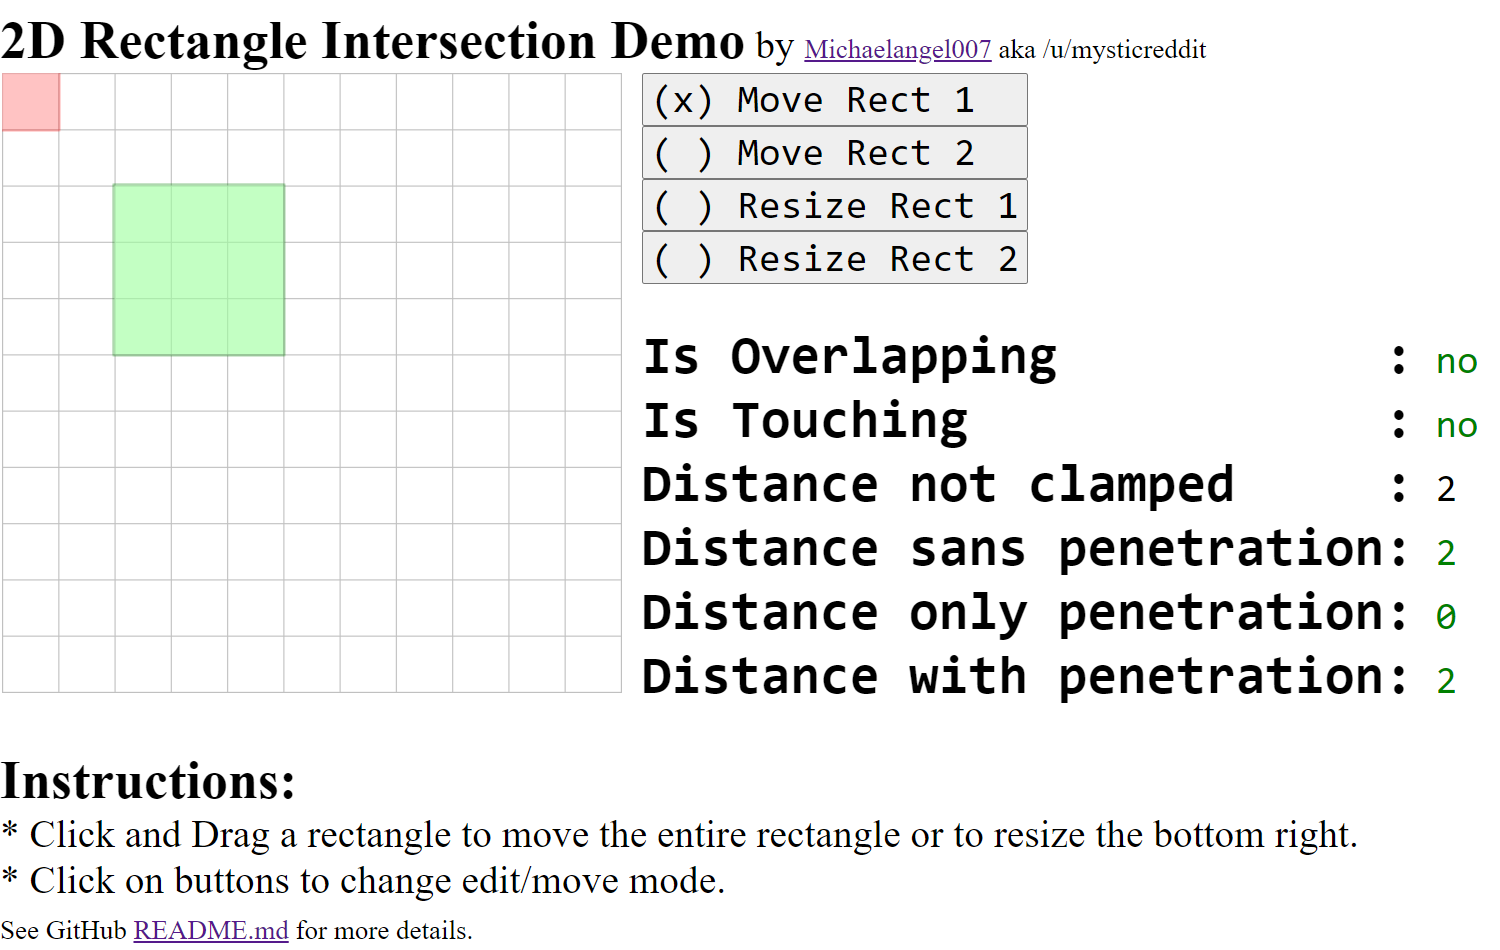 2D Rectangle Intersection Demo by Michaelangel007 aka /u/mysticreddit
(x) Move Rect 1
( ) Move Rect 2
( ) Resize Rect 1
( ) Resize Rect 2
Is Overlapping : no
Is Touching : no
Distance not clamped : 2
Distance sans penetration: 2
Distance only penetration: 0
Distance with penetration: 2
Instructions:
* Click and Drag a rectangle to move the entire rectangle or to resize the bottom right.
* Click on buttons to change edit/move mode.
See GitHub README.md for more details.